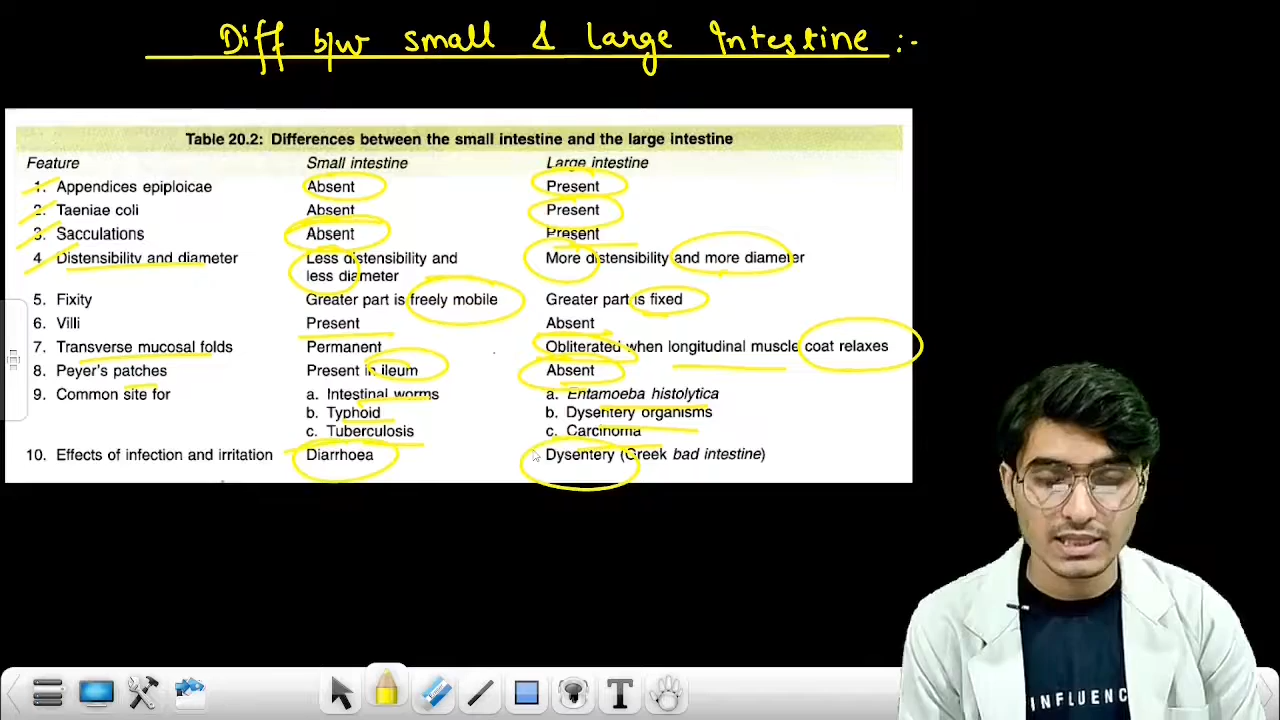 Diff b/w small & large Intestine :-
Table 20.2: Differences between the small intestine and the large intestine
Feature Small intestine Large intestine
1. Appendices epiploicae Absent Present
2. Taeniae coli Absent Present
3. Sacculations Absent Present
4. Distensibility and diameter Less distensibility and More distensibility and more diameter
less diameter
5. Fixity Greater part is freely mobile Greater part is fixed
6. Villi Present Absent
7. Transverse mucosal folds Permanent Obliterated when longitudinal muscle coat relaxes
8. Peyer's patches Present in ileum Absent
9. Common site for a. Intestinal worms a. Entamoeba histolytica
b. Typhoid b. Dysentery organisms
c. Tuberculosis c. Carcinoma
10. Effects of infection and irritation Diarrhoea Dysentery (Greek bad intestine)
INFLUENC
T